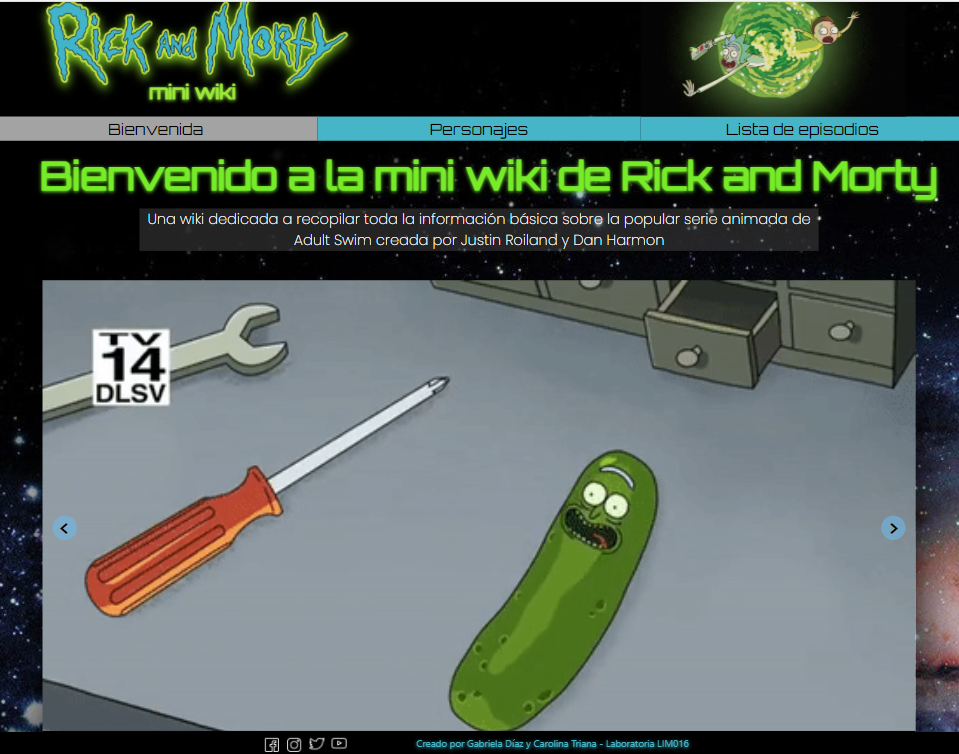 Rick and Morty
mini wiki
Bienvenida
Personajes
Lista de episodios
Bienvenido a la mini wiki de Rick and Morty
Una wiki dedicada a recopilar toda la información básica sobre la popular serie animada de
Adult Swim creada por Justin Roiland y Dan Harmon
TV
14
DLSV
Creado por Gabriela Díaz y Carolina Triana - Laboratoria LIM016